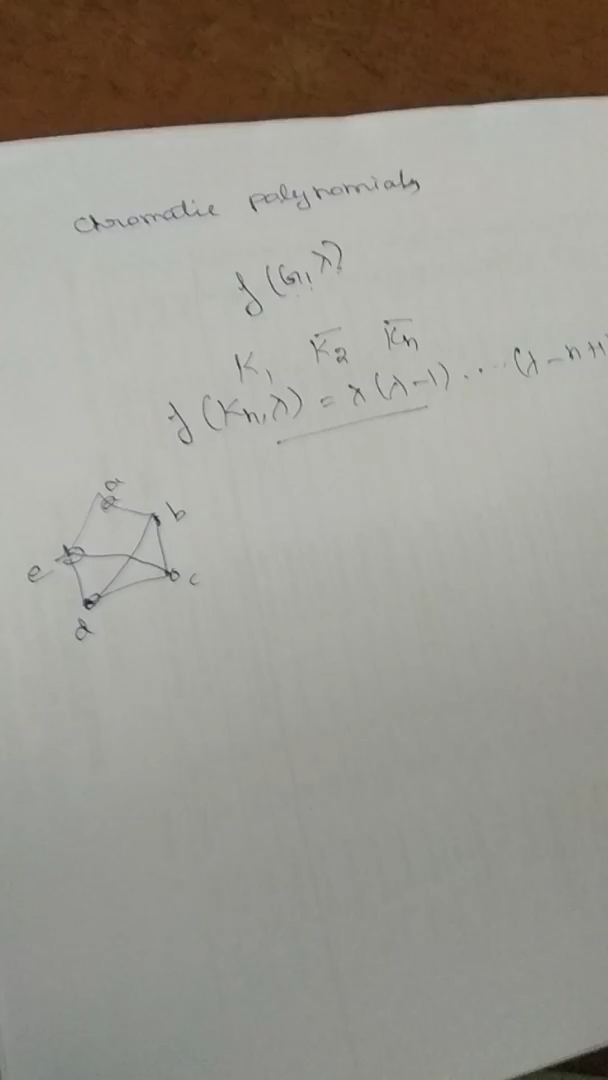 chromatic polynomials
f(G, λ)
K₁ K̅₂ K̅n
f(Kn, λ) = λ(λ-1)....(λ-n+1
a
b
e
c
d